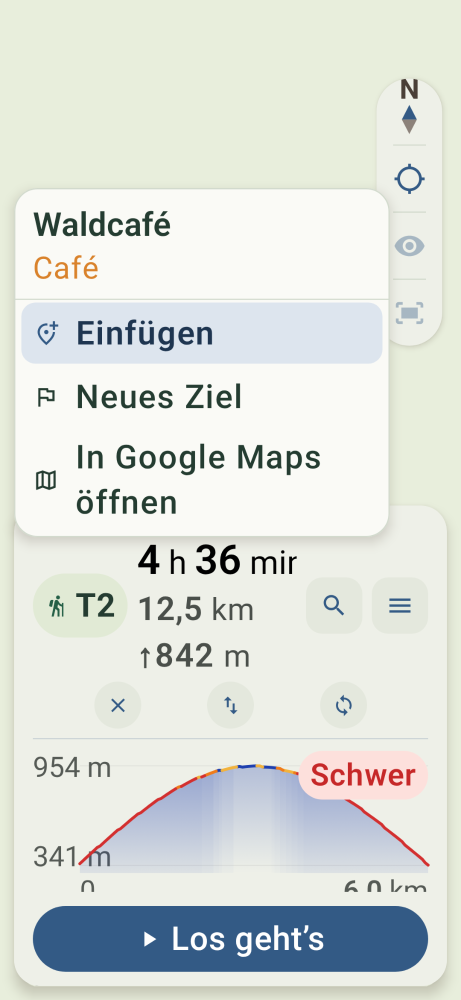 N
Waldcafé
Café
Einfügen
Neues Ziel
In Google Maps
öffnen
4 h 36 mir
T2
12,5 km
↑842 m
954 m
Schwer
341 m
0
6,0 km
Los geht’s